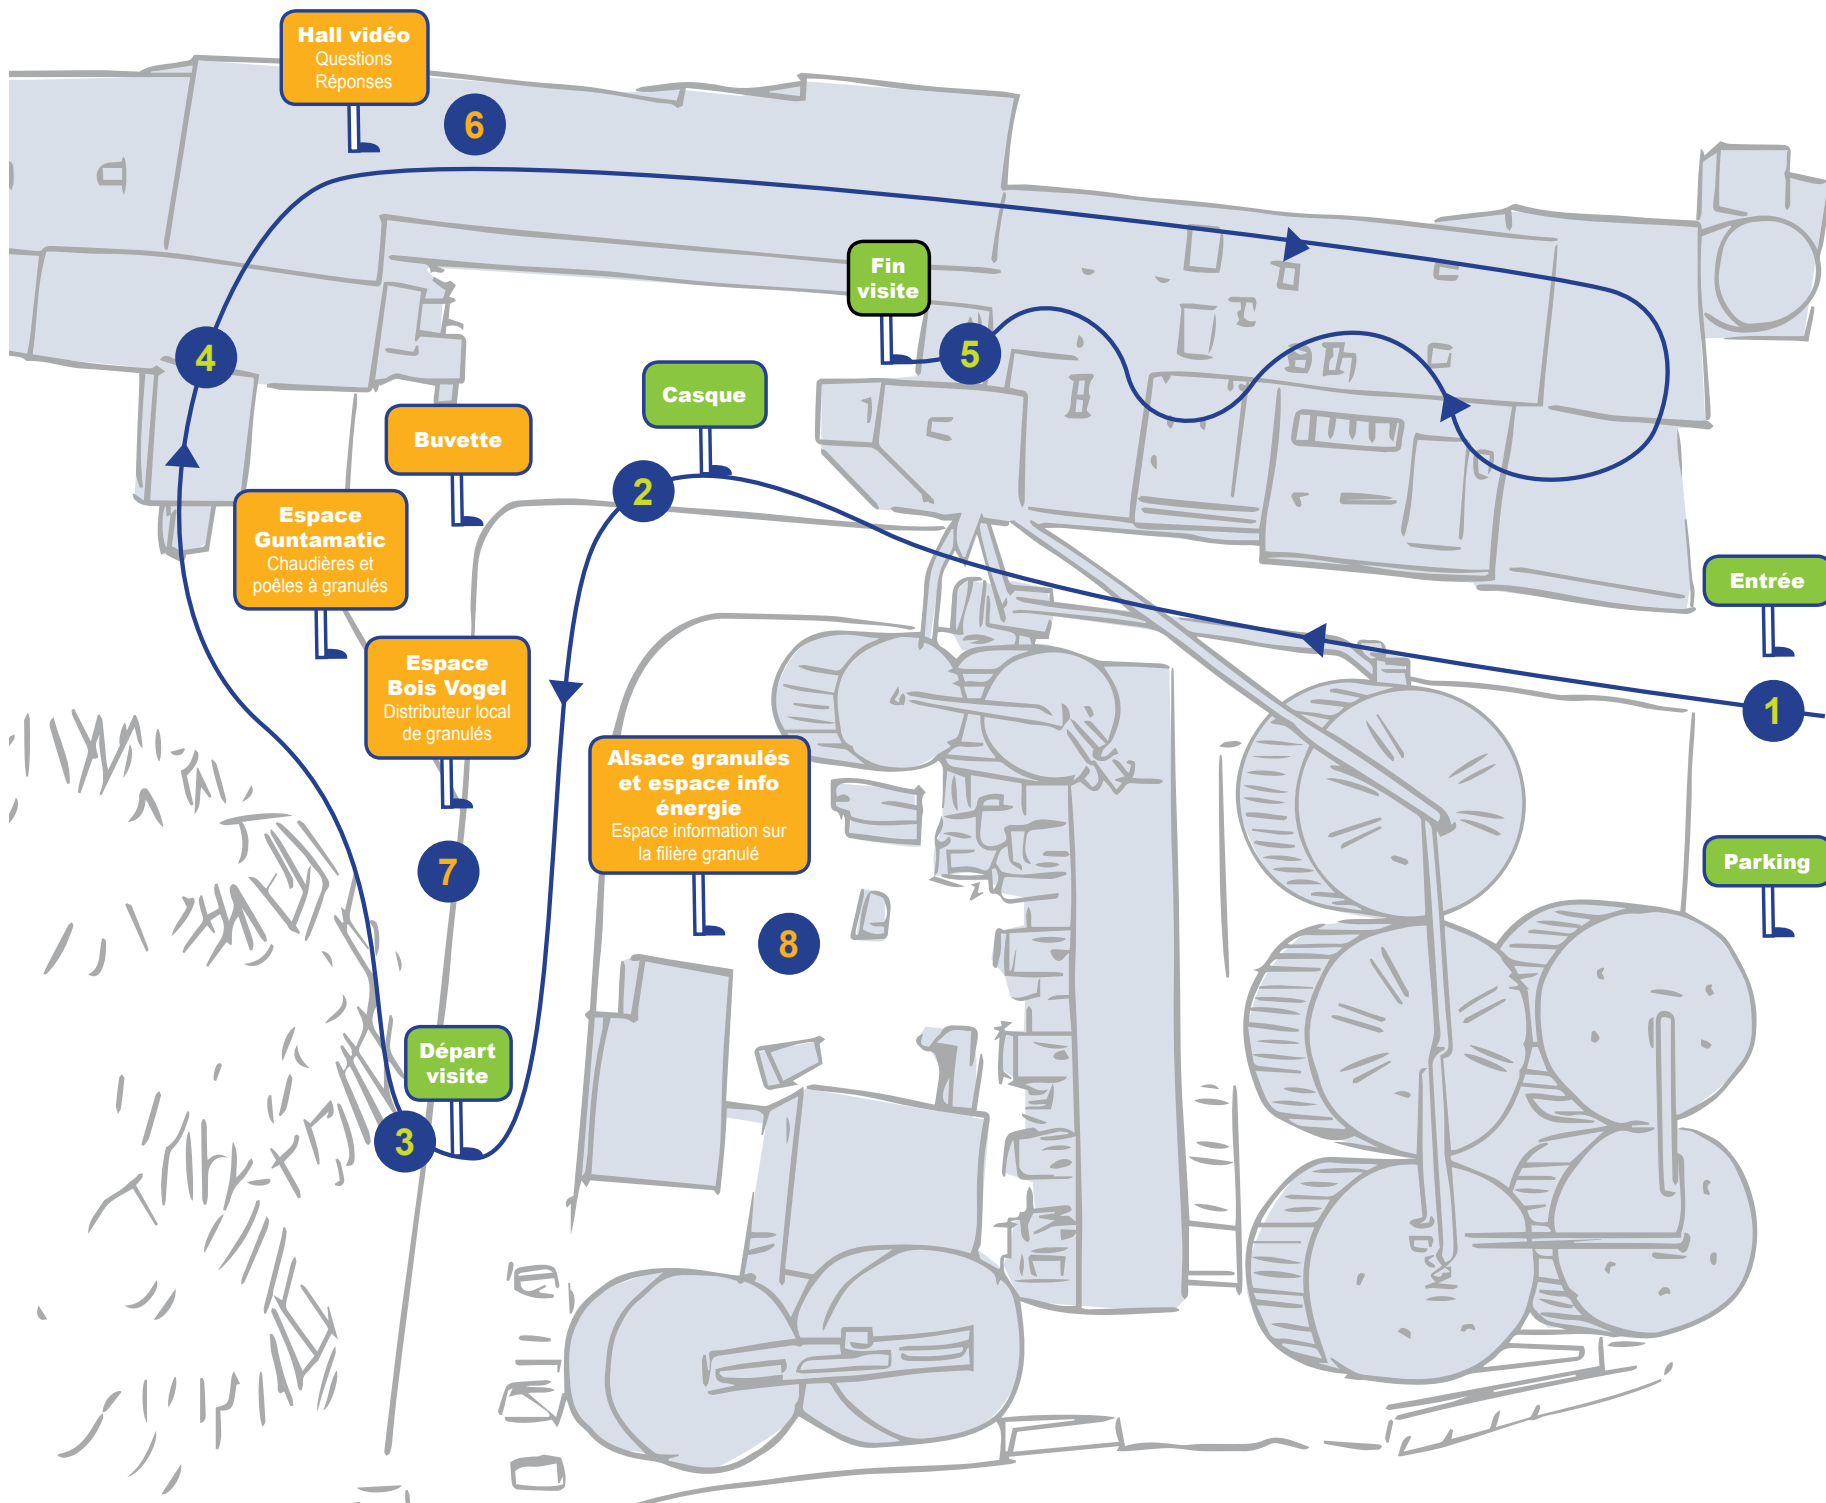 Hall vidéo
Questions
Réponses
6
Fin
visite
5
4
Casque
Buvette
2
Espace
Guntamatic
Chaudières et
poêles à granulés
Entrée
1
Espace
Bois Vogel
Distributeur local
de granulés
Alsace granulés
et espace info
énergie
Espace information sur
la filière granulé
7
8
Parking
Départ
visite
3